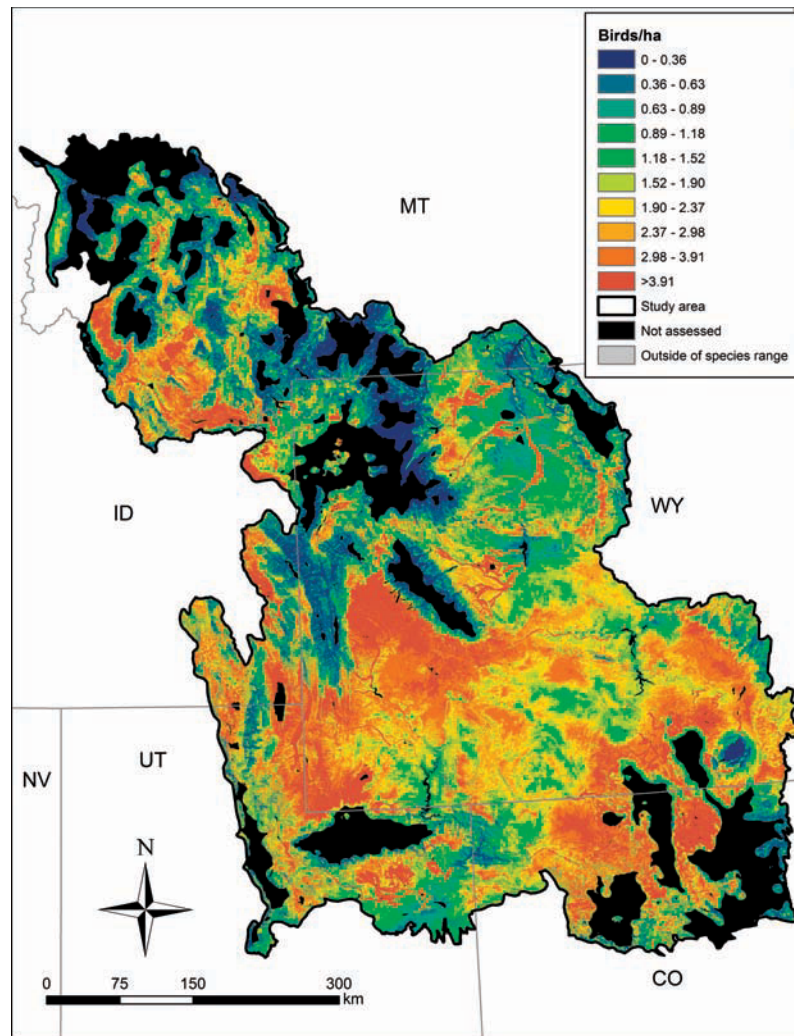 Birds/ha
0 - 0.36
0.36 - 0.63
0.63 - 0.89
0.89 - 1.18
1.18 - 1.52
1.52 - 1.90
1.90 - 2.37
2.37 - 2.98
2.98 - 3.91
>3.91
Study area
Not assessed
Outside of species range
MT
ID
WY
UT
NV
N
CO
0 75 150 300
km